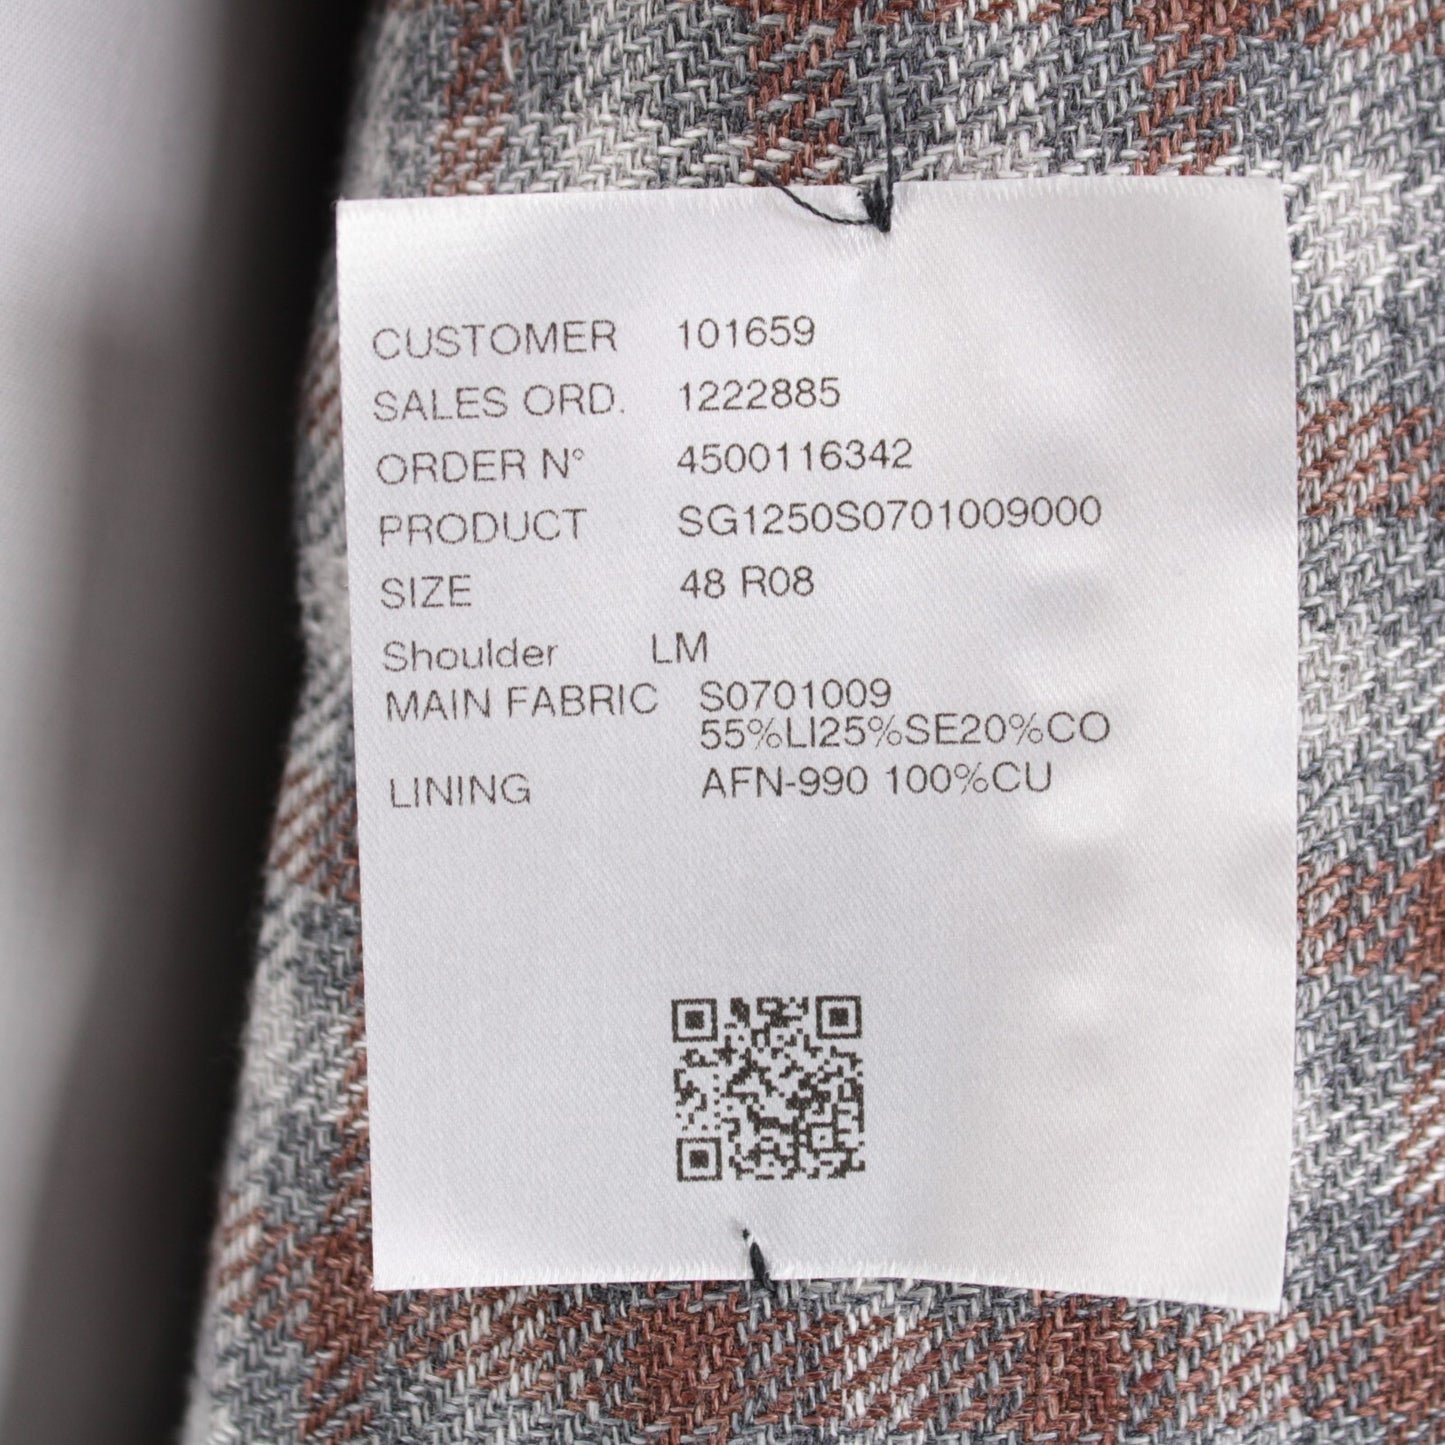 CUSTOMER 101659
SALES ORD. 1222885
ORDER N° 4500116342
PRODUCT SG1250S0701009000
SIZE 48 R08
Shoulder LM
MAIN FABRIC S0701009
55%LI25%SE20%CO
LINING AFN-990 100%CU